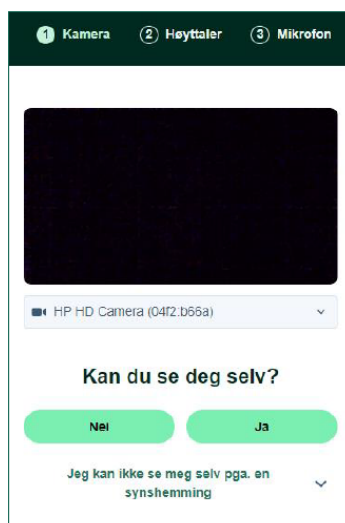 1 Kamera 2 Høyttaler 3 Mikrofon
HP HD Camera (04f2:b66a)
Kan du se deg selv?
Nei Ja
Jeg kan ikke se meg selv pga. en
synshemming